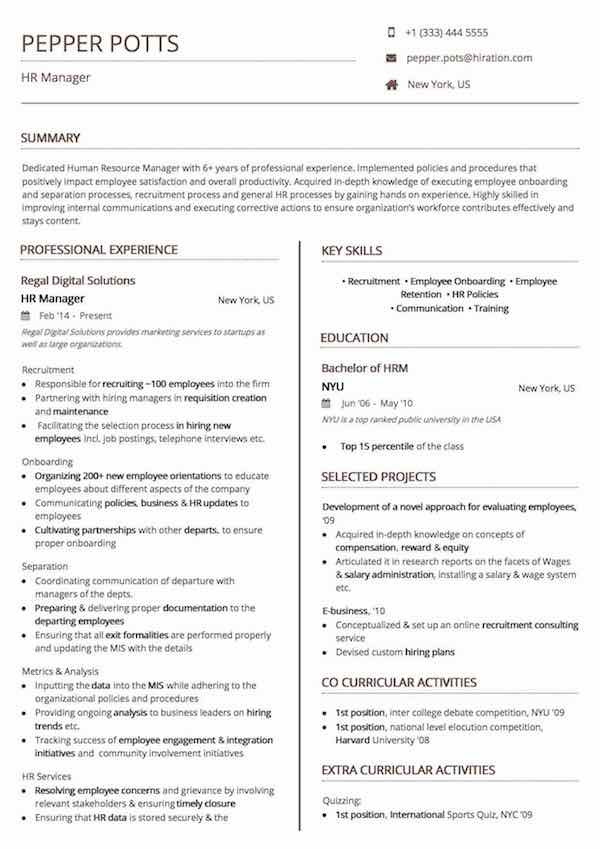 PEPPER POTTS
HR Manager
+1 (333) 444 5555
pepper.pots@hiration.com
New York, US
SUMMARY
Dedicated Human Resource Manager with 6+ years of professional experience. Implemented policies and procedures that
positively impact employee satisfaction and overall productivity. Acquired in-depth knowledge of executing employee onboarding
and separation processes, recruitment process and general HR processes by gaining hands on experience. Highly skilled in
improving internal communications and executing corrective actions to ensure organization's workforce contributes effectively and
stays content.
PROFESSIONAL EXPERIENCE
Regal Digital Solutions
HR Manager
New York, US
Feb '14 - Present
Regal Digital Solutions provides marketing services to startups as
well as large organizations.
Recruitment
• Responsible for recruiting ~100 employees into the firm
• Partnering with hiring managers in requisition creation
and maintenance
• Facilitating the selection process in hiring new
employees incl. job postings, telephone interviews etc.
Onboarding
• Organizing 200+ new employee orientations to educate
employees about different aspects of the company
• Communicating policies, business & HR updates to
employees
• Cultivating partnerships with other departs. to ensure
proper onboarding
Separation
• Coordinating communication of departure with
managers of the depts.
• Preparing & delivering proper documentation to the
departing employees
• Ensuring that all exit formalities are performed properly
and updating the MIS with the details
Metrics & Analysis
• Inputting the data into the MIS while adhering to the
organizational policies and procedures
• Providing ongoing analysis to business leaders on hiring
trends etc.
• Tracking success of employee engagement & integration
initiatives and community involvement initiatives
HR Services
• Resolving employee concerns and grievance by involving
relevant stakeholders & ensuring timely closure
• Ensuring that HR data is stored securely & the
KEY SKILLS
• Recruitment • Employee Onboarding • Employee
Retention • HR Policies
• Communication • Training
EDUCATION
Bachelor of HRM
NYU
New York, US
Jun '06 - May '10
NYU is a top ranked public university in the USA
• Top 15 percentile of the class
SELECTED PROJECTS
Development of a novel approach for evaluating employees,
'09
• Acquired in-depth knowledge on concepts of
compensation, reward & equity
• Articulated it in research reports on the facets of Wages
& salary administration, installing a salary & wage system
etc.
E-business, '10
• Conceptualized & set up an online recruitment consulting
service
• Devised custom hiring plans
CO CURRICULAR ACTIVITIES
• 1st position, inter college debate competition, NYU '09
• 1st position, national level elocution competition,
Harvard University '08
EXTRA CURRICULAR ACTIVITIES
Quizzing:
• 1st position, International Sports Quiz, NYC '09